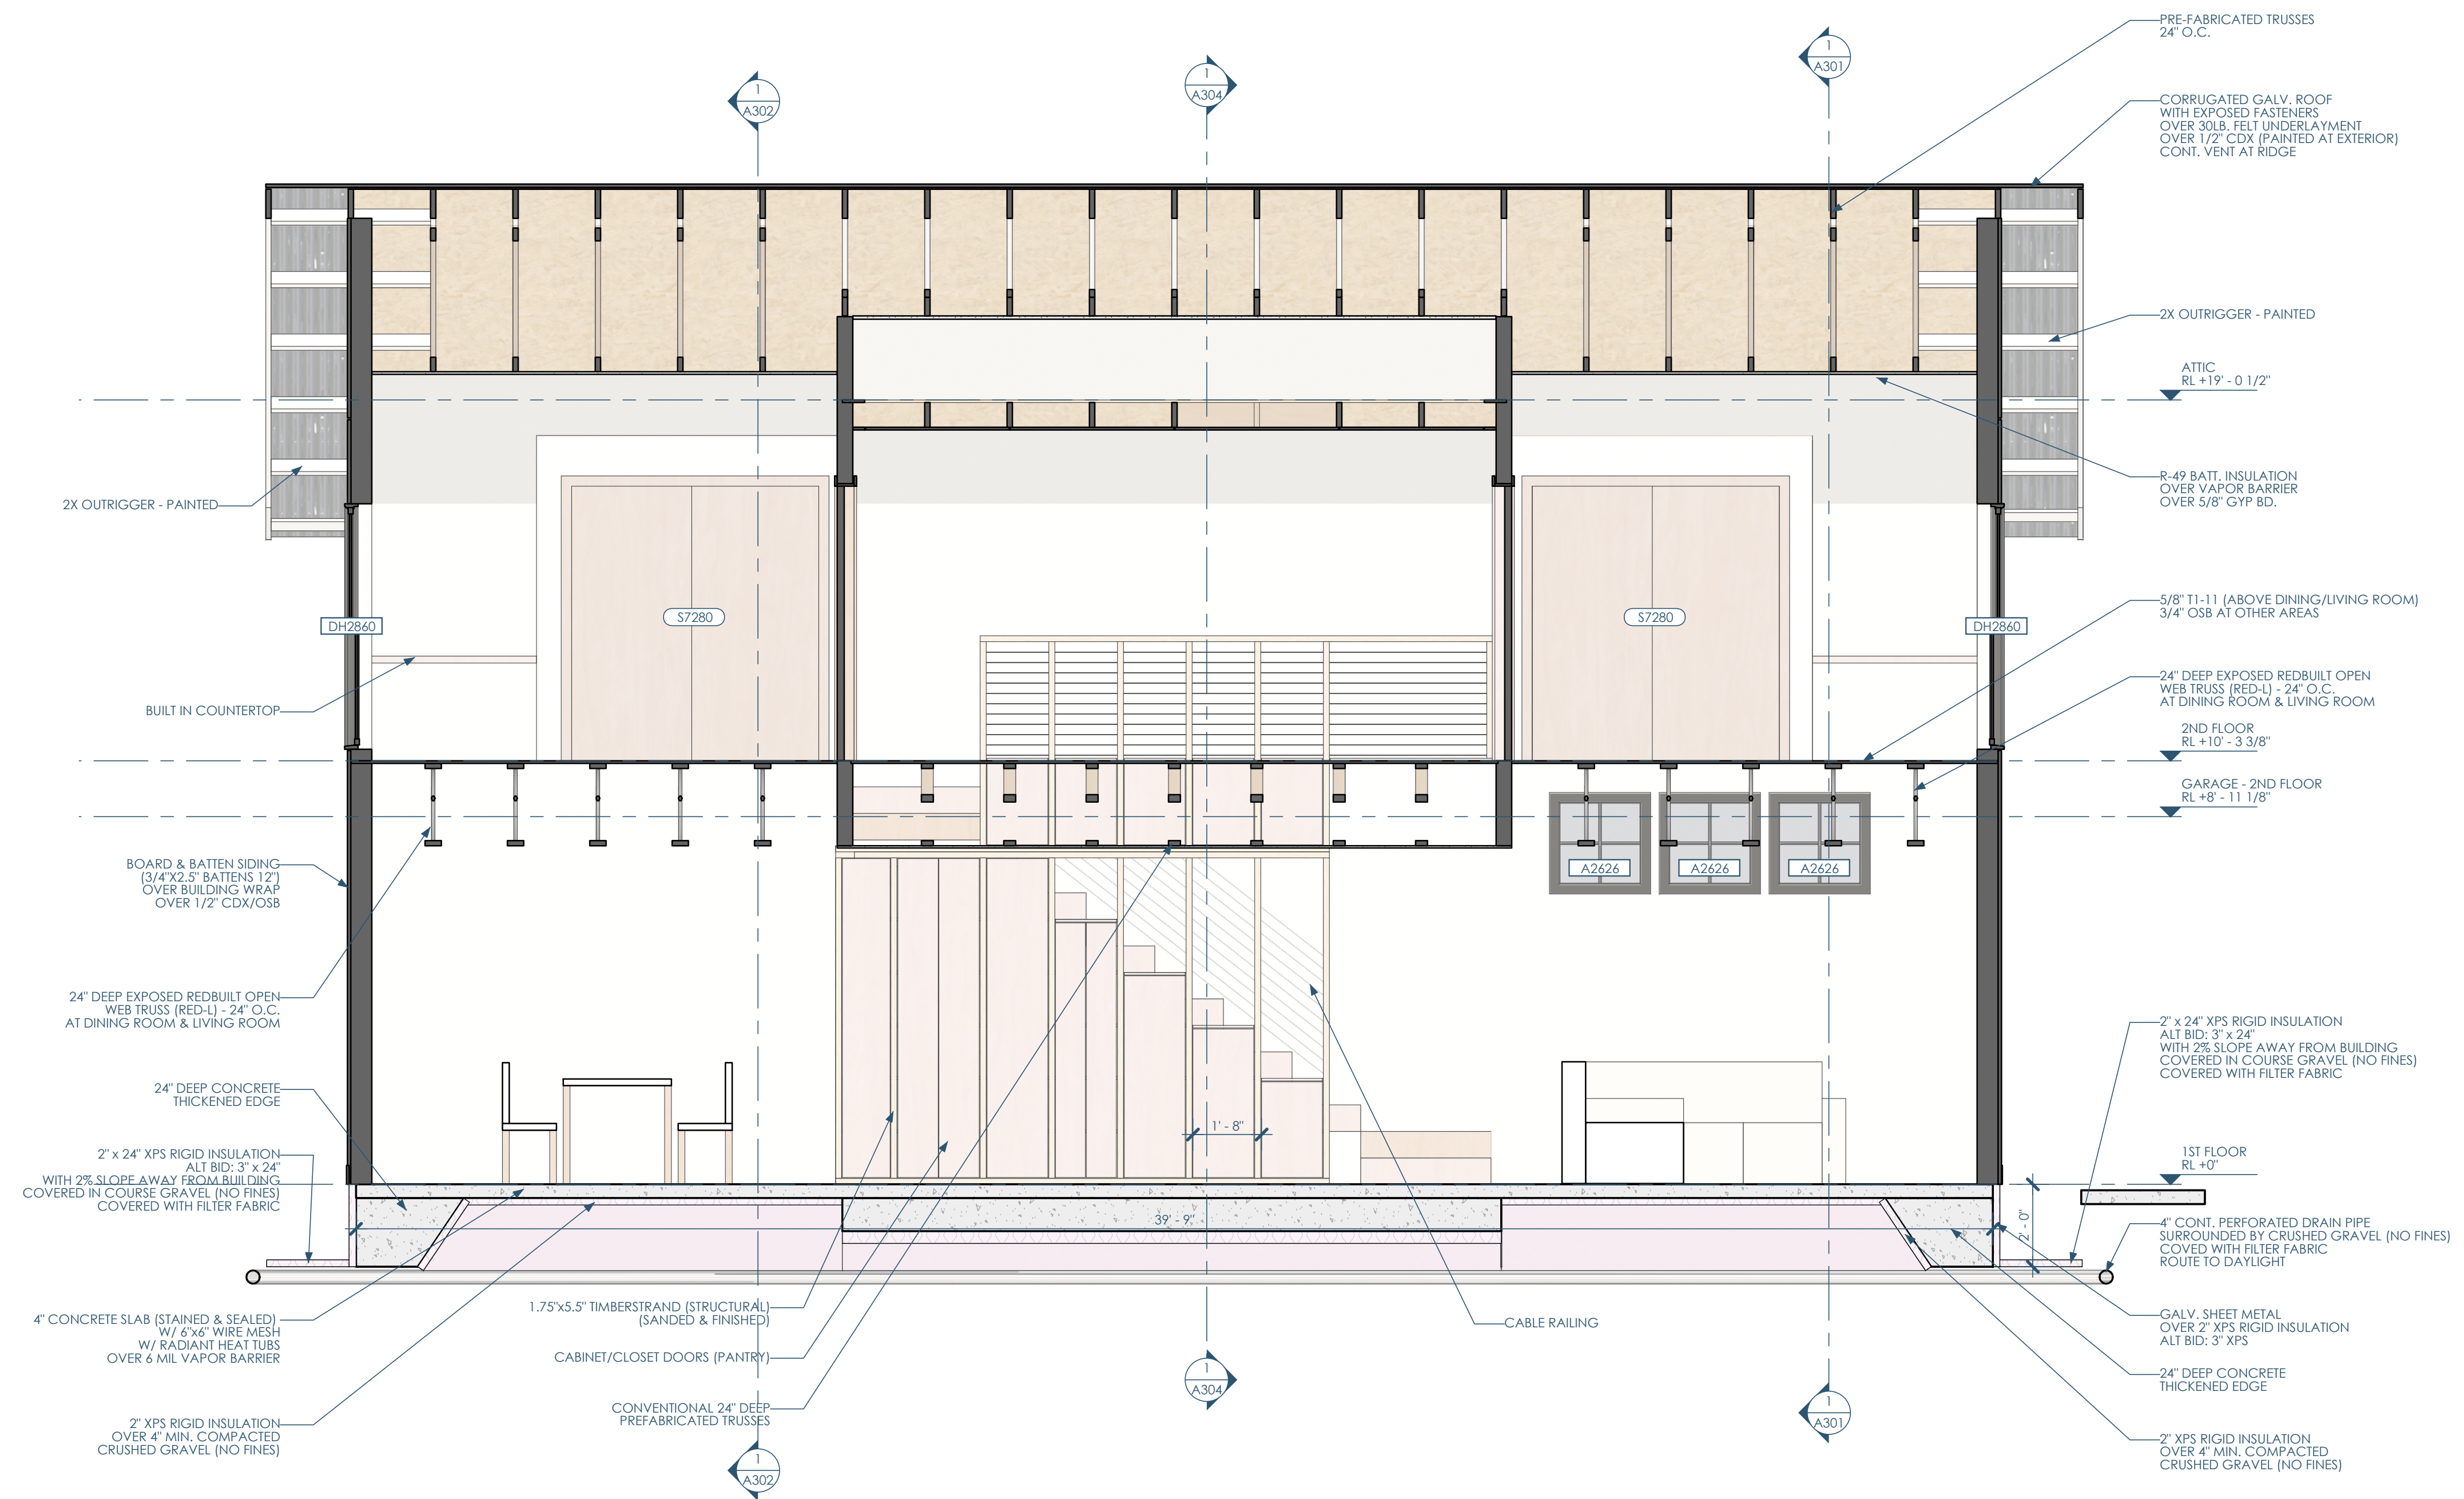 PRE-FABRICATED TRUSSES
24" O.C.
1
A301
1
A304
1
A302
CORRUGATED GALV. ROOF
WITH EXPOSED FASTENERS
OVER 30LB. FELT UNDERLAYMENT
OVER 1/2" CDX (PAINTED AT EXTERIOR)
CONT. VENT AT RIDGE
2X OUTRIGGER - PAINTED
ATTIC
RL +19' - 0 1/2"
R-49 BATT. INSULATION
OVER VAPOR BARRIER
OVER 5/8" GYP BD.
2X OUTRIGGER - PAINTED
5/8" T1-11 (ABOVE DINING/LIVING ROOM)
3/4" OSB AT OTHER AREAS
DH2860
S7280
S7280
DH2860
24" DEEP EXPOSED REDBUILT OPEN
WEB TRUSS (RED-L) - 24" O.C.
AT DINING ROOM & LIVING ROOM
BUILT IN COUNTERTOP
2ND FLOOR
RL +10' - 3 3/8"
GARAGE - 2ND FLOOR
RL +8' - 11 1/8"
A2626
A2626
A2626
BOARD & BATTEN SIDING
(3/4"X2.5" BATTENS 12")
OVER BUILDING WRAP
OVER 1/2" CDX/OSB
24" DEEP EXPOSED REDBUILT OPEN
WEB TRUSS (RED-L) - 24" O.C.
AT DINING ROOM & LIVING ROOM
2" x 24" XPS RIGID INSULATION
ALT BID: 3" x 24"
WITH 2% SLOPE AWAY FROM BUILDING
COVERED IN COURSE GRAVEL (NO FINES)
COVERED WITH FILTER FABRIC
24" DEEP CONCRETE
THICKENED EDGE
1' - 8"
2" x 24" XPS RIGID INSULATION
ALT BID: 3" x 24"
WITH 2% SLOPE AWAY FROM BUILDING
COVERED IN COURSE GRAVEL (NO FINES)
COVERED WITH FILTER FABRIC
1ST FLOOR
RL +0"
39' - 9"
2' - 0"
4" CONT. PERFORATED DRAIN PIPE
SURROUNDED BY CRUSHED GRAVEL (NO FINES)
COVED WITH FILTER FABRIC
ROUTE TO DAYLIGHT
4" CONCRETE SLAB (STAINED & SEALED)
W/ 6"x6" WIRE MESH
W/ RADIANT HEAT TUBS
OVER 6 MIL VAPOR BARRIER
1.75"x5.5" TIMBERSTRAND (STRUCTURAL)
(SANDED & FINISHED)
CABLE RAILING
GALV. SHEET METAL
OVER 2" XPS RIGID INSULATION
ALT BID: 3" XPS
CABINET/CLOSET DOORS (PANTRY)
24" DEEP CONCRETE
THICKENED EDGE
1
A304
CONVENTIONAL 24" DEEP
PREFABRICATED TRUSSES
1
A301
2" XPS RIGID INSULATION
OVER 4" MIN. COMPACTED
CRUSHED GRAVEL (NO FINES)
2" XPS RIGID INSULATION
OVER 4" MIN. COMPACTED
CRUSHED GRAVEL (NO FINES)
1
A302